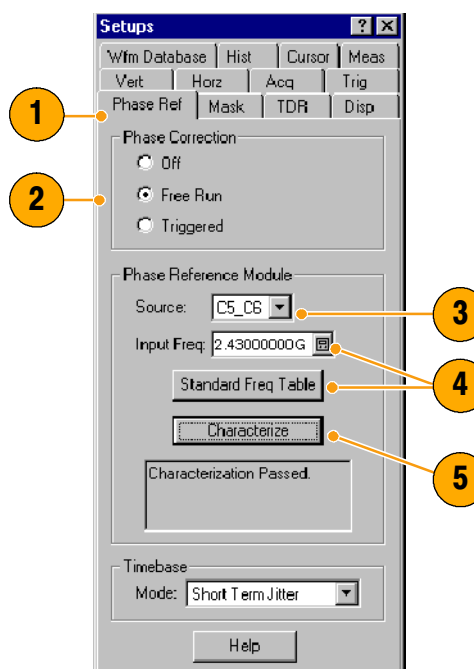 Setups
Wfm Database Hist Cursor Meas
Vert Horz Acq Trig
Phase Ref Mask TDR Disp
1
Phase Correction
Off
2
Free Run
Triggered
Phase Reference Module
Source: C5_C6
3
Input Freq: 2.43000000G
4
Standard Freq Table
Characterize
5
Characterization Passed.
Timebase
Mode: Short Term Jitter
Help